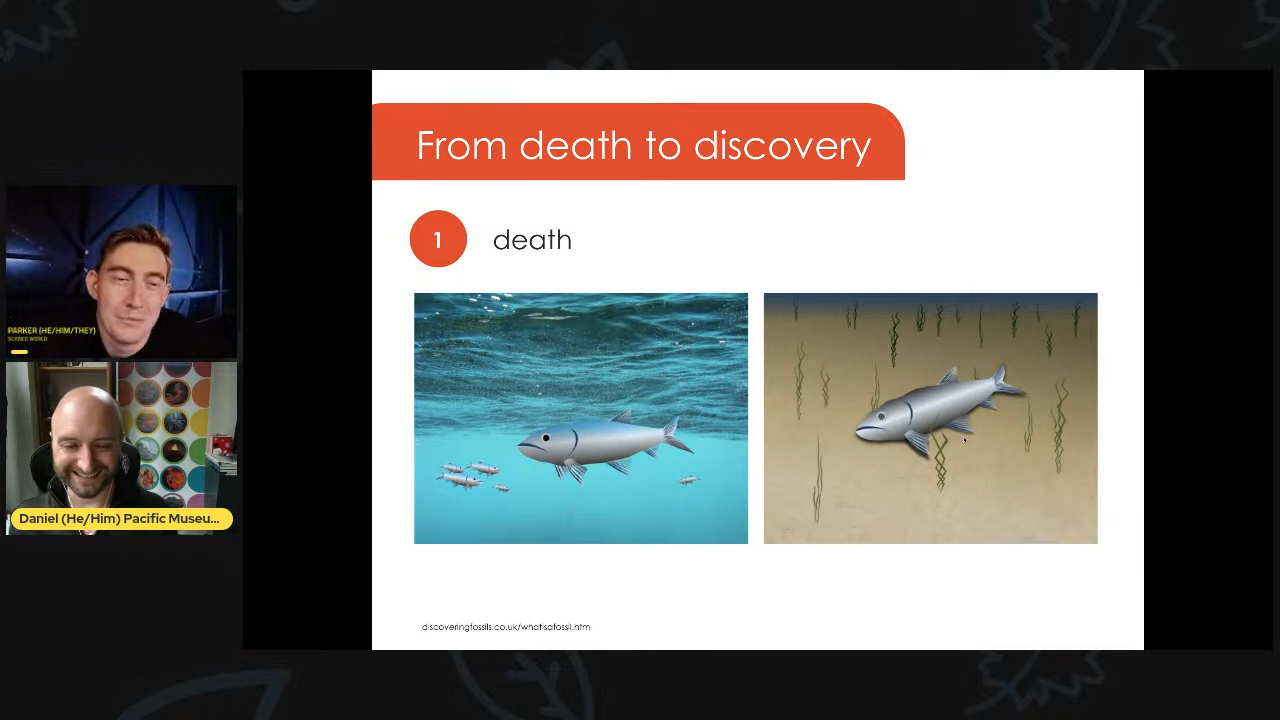 From death to discovery
1
death
PARKER (HE/HIM/THEY)
SCIENCE WORLD
Daniel (He/Him) Pacific Museu...
discoveringfossils.co.uk/whatisafossil.htm